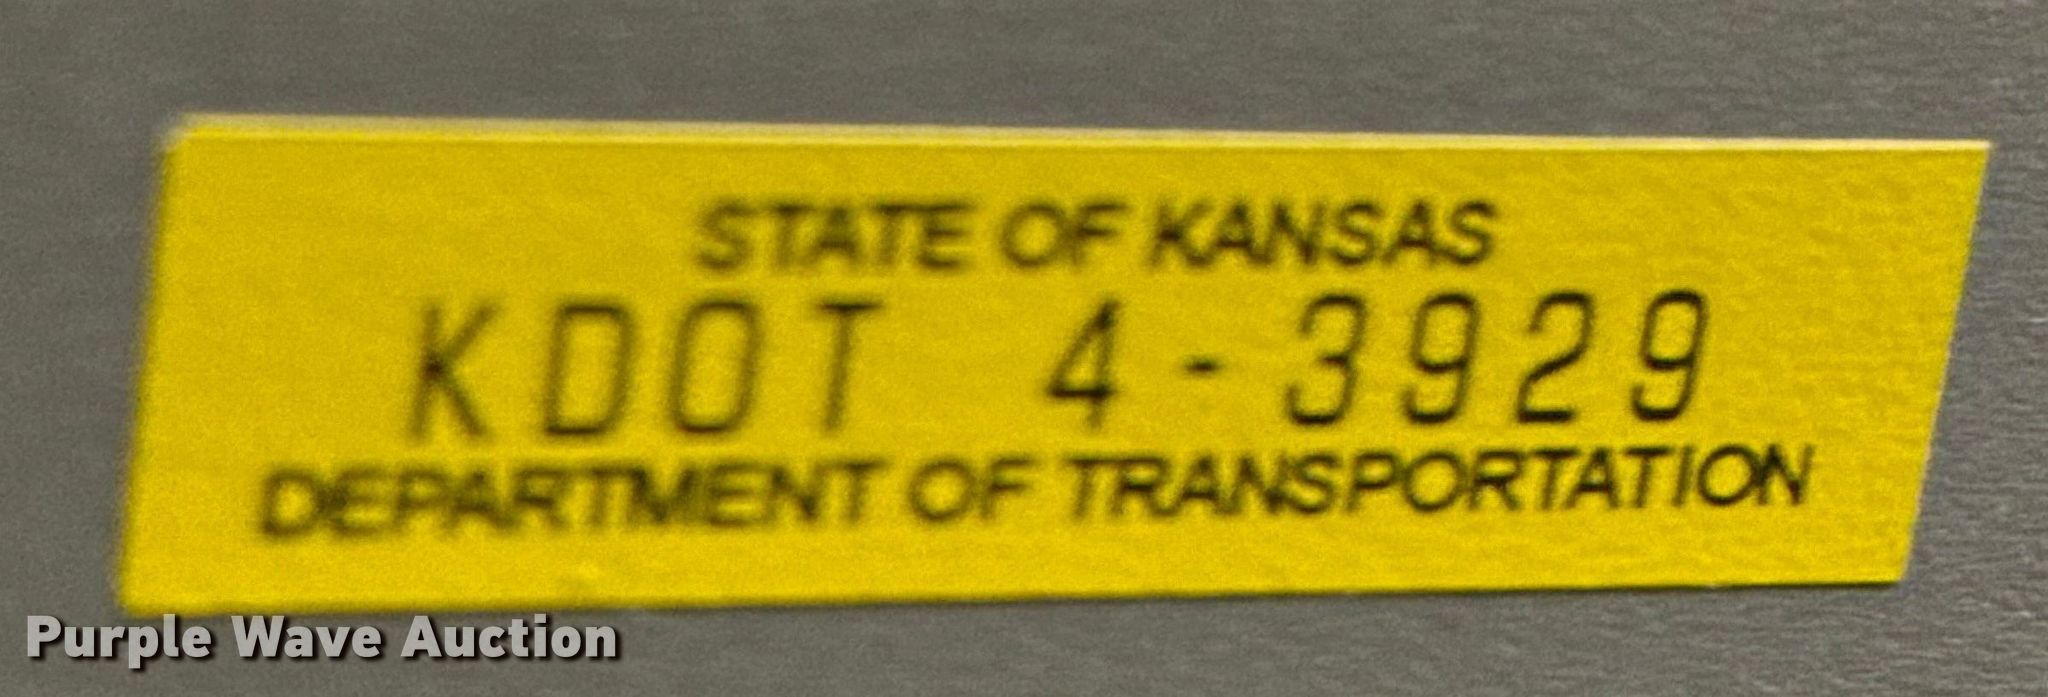 STATE OF KANSAS
KDOT 4-3929
DEPARTMENT OF TRANSPORTATION
Purple Wave Auction